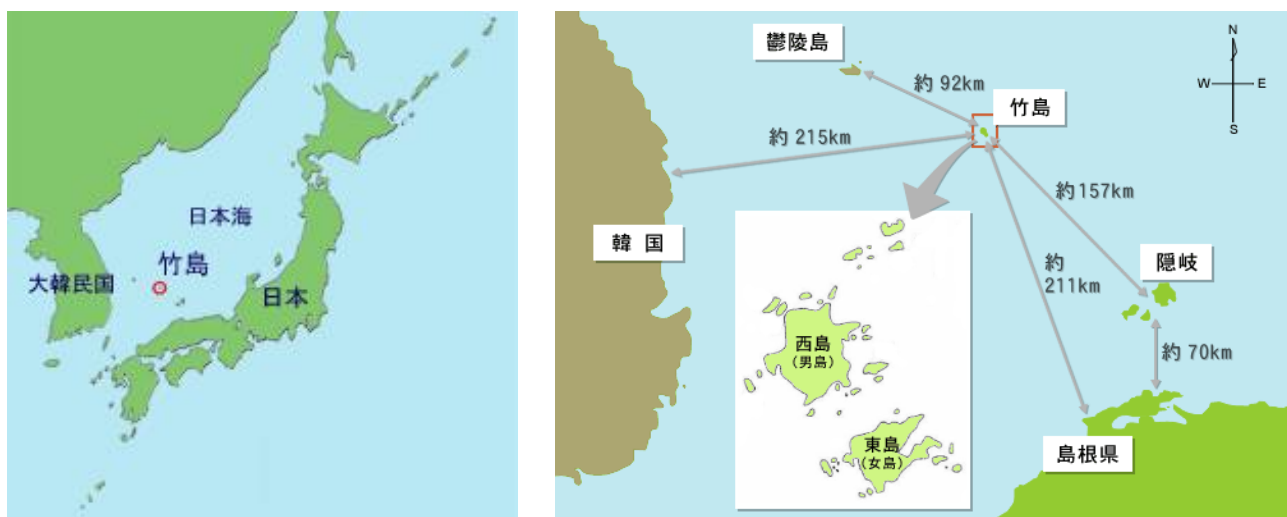 日本海
竹島
大韓民国
日本
鬱陵島
約 92km
竹島
約 215km
約157km
韓 国
隠岐
約
211km
約 70km
西島
(男島)
東島
(女島)
島根県
N
W
E
S